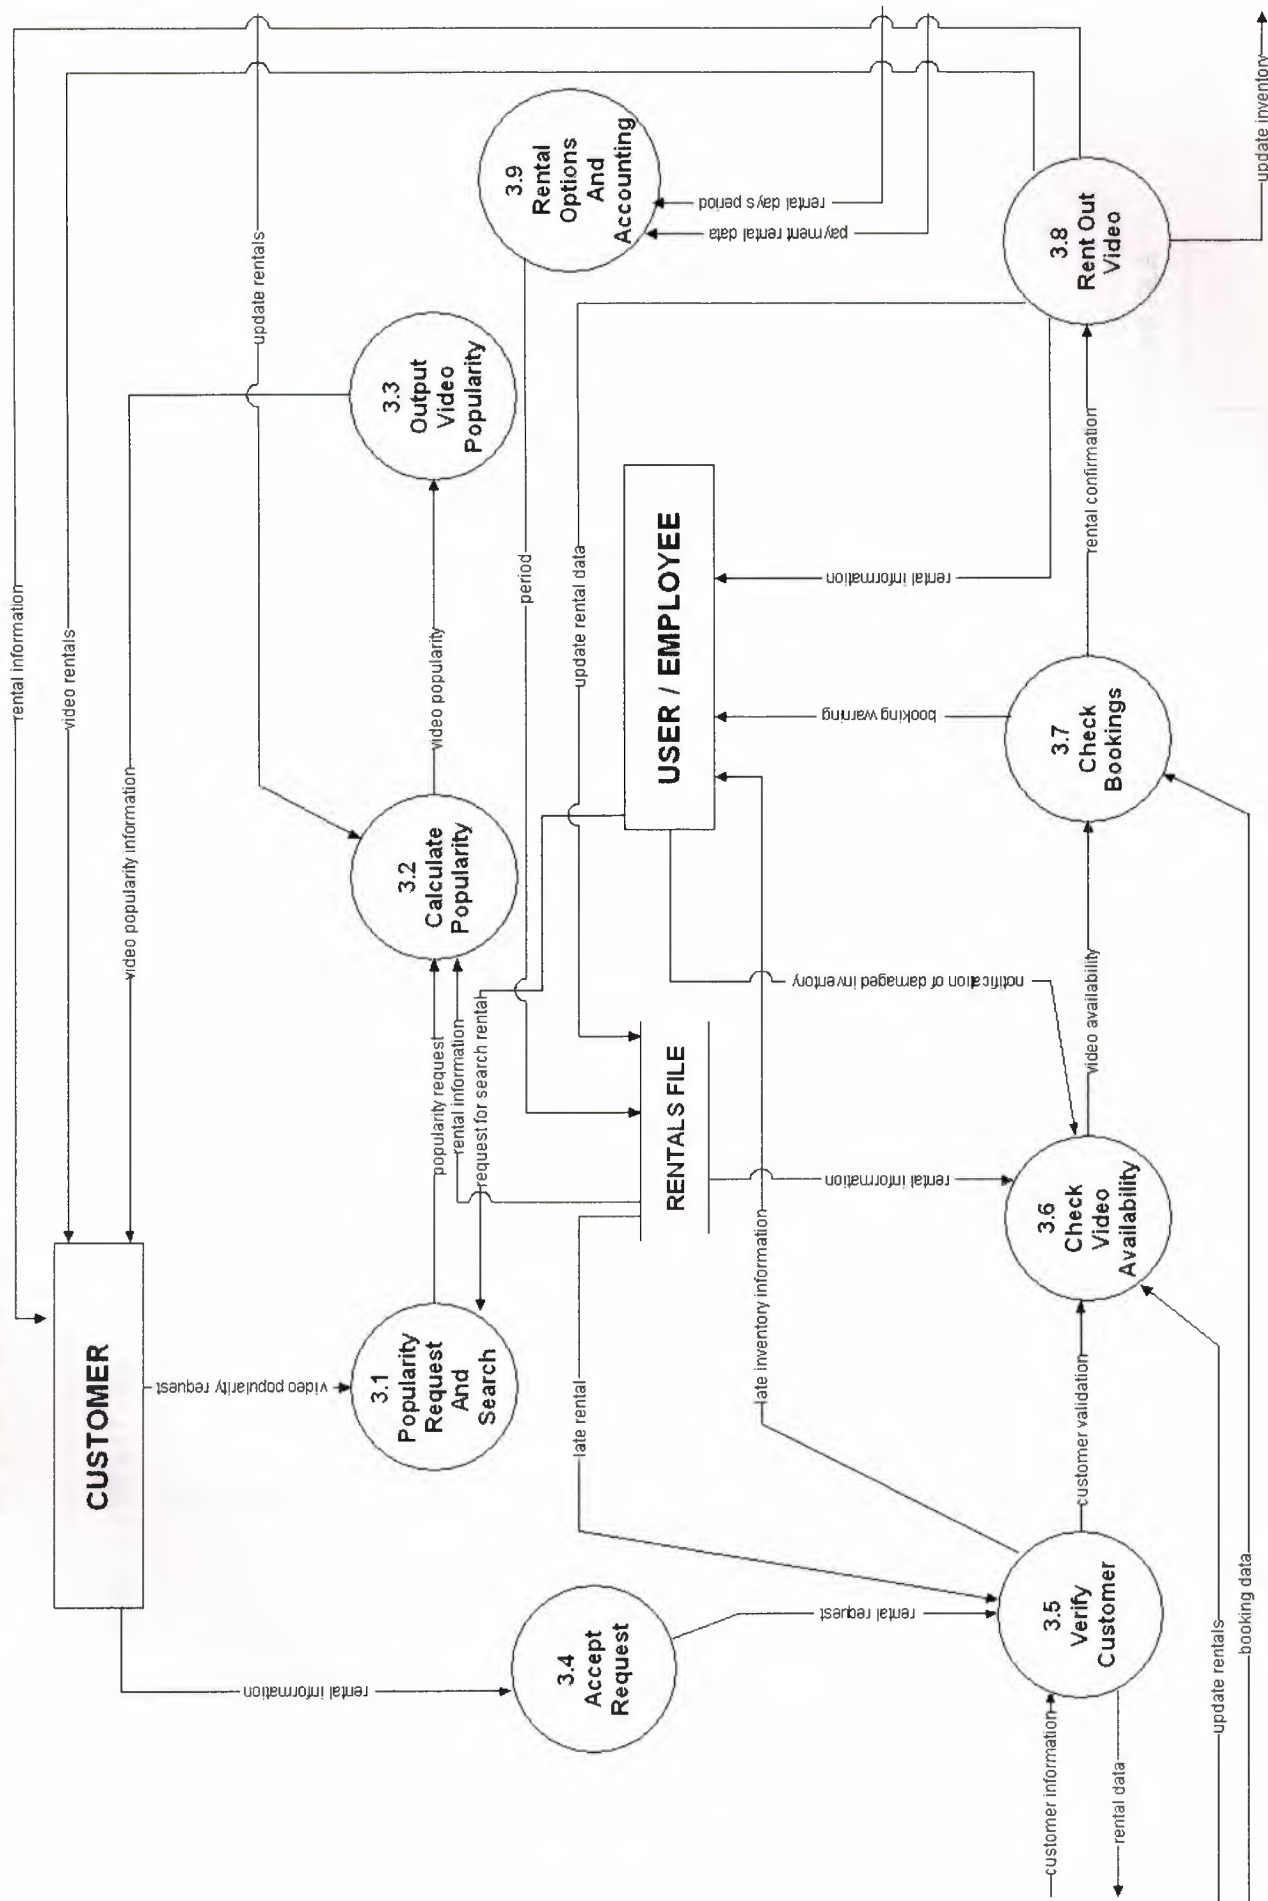 rental information
video rentals
video popularity information
update rentals
CUSTOMER
video popularity request
rental information
3.1
Popularity
Request
And
Search
popularity request
rental information
request for search rental
3.2
Calculate
Popularity
video popularity
3.3
Output
Video
Popularity
3.9
Rental
Options
And
Accounting
rental days period
payment rental data
period
update rental data
3.4
Accept
Request
rental request
late rental
RENTALS FILE
USER / EMPLOYEE
late inventory information
rental information
notification of damaged inventory
booking warning
rental information
customer information
rental data
3.5
Verify
Customer
customer validation
3.6
Check
Video
Availability
video availability
3.7
Check
Bookings
rental confirmation
3.8
Rent Out
Video
update rentals
booking data
update inventory